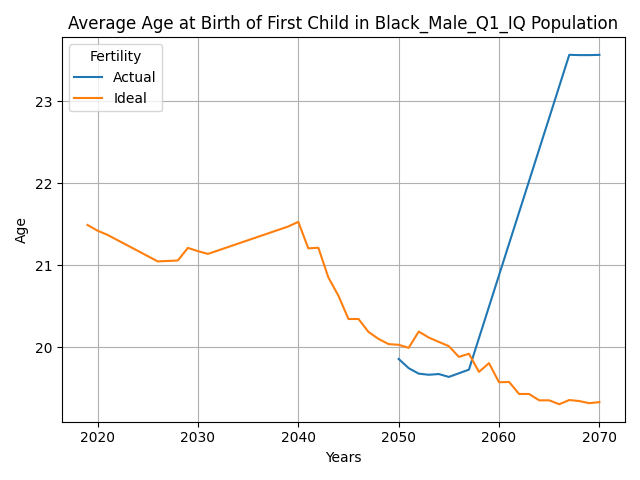 Average Age at Birth of First Child in Black_Male_Q1_IQ Population
Fertility
Actual
Ideal
23
22
21
20
Age
2020 2030 2040 2050 2060 2070
Years